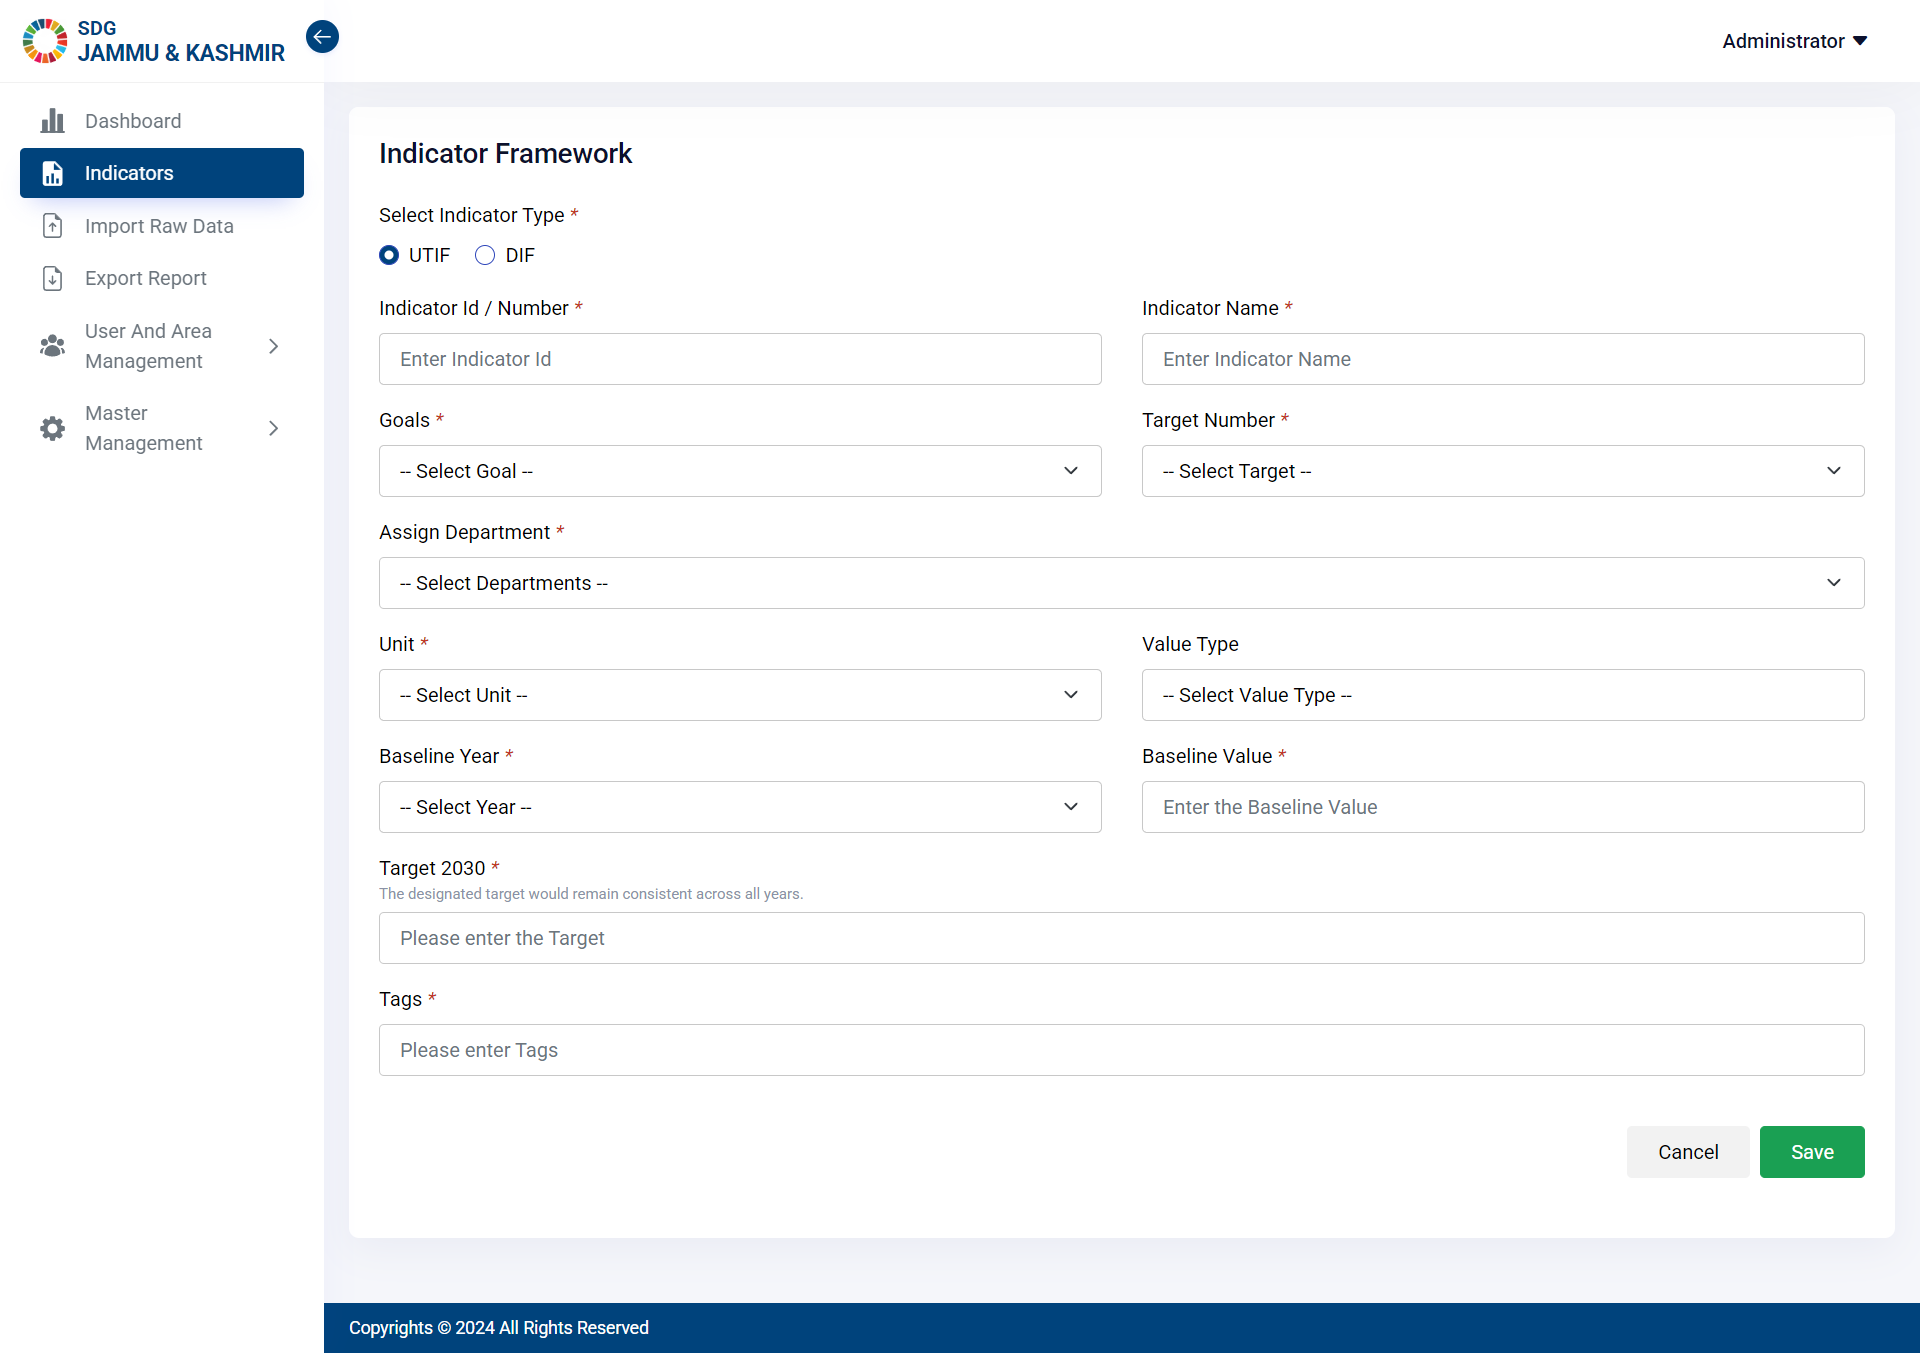 SDG
JAMMU & KASHMIR
Administrator
Dashboard
Indicators
Import Raw Data
Export Report
User And Area
Management
Master
Management
Indicator Framework
Select Indicator Type *
UTIF DIF
Indicator Id / Number * Indicator Name *
Enter Indicator Id Enter Indicator Name
Goals * Target Number *
-- Select Goal -- -- Select Target --
Assign Department *
-- Select Departments --
Unit * Value Type
-- Select Unit -- -- Select Value Type --
Baseline Year * Baseline Value *
-- Select Year -- Enter the Baseline Value
Target 2030 *
The designated target would remain consistent across all years.
Please enter the Target
Tags *
Please enter Tags
Cancel Save
Copyrights © 2024 All Rights Reserved